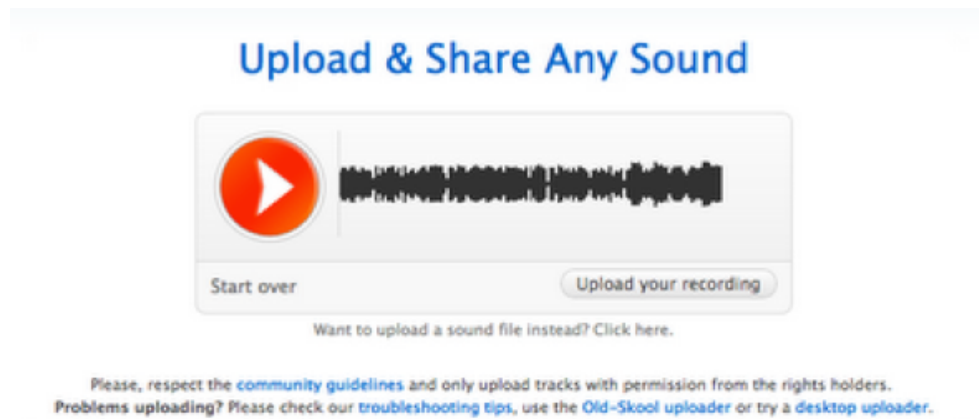 Upload & Share Any Sound
Start over
Upload your recording
Want to upload a sound file instead? Click here.
Please, respect the community guidelines and only upload tracks with permission from the rights holders.
Problems uploading? Please check our troubleshooting tips, use the Old-Skool uploader or try a desktop uploader.